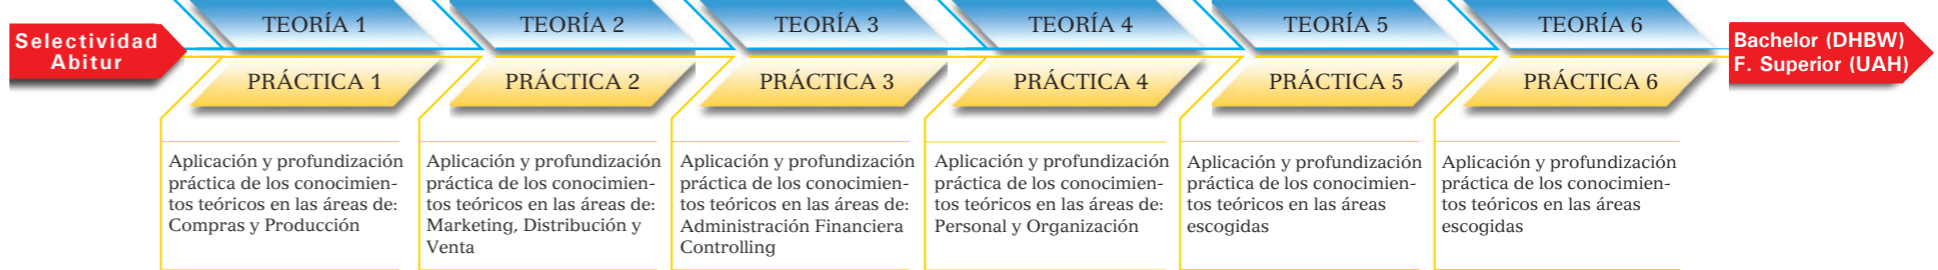 Selectividad
Abitur
TEORÍA 1
TEORÍA 2
TEORÍA 3
TEORÍA 4
TEORÍA 5
TEORÍA 6
Bachelor (DHBW)
F. Superior (UAH)
PRÁCTICA 1
PRÁCTICA 2
PRÁCTICA 3
PRÁCTICA 4
PRÁCTICA 5
PRÁCTICA 6
Aplicación y profundización
práctica de los conocimien-
tos teóricos en las áreas de:
Compras y Producción
Aplicación y profundización
práctica de los conocimien-
tos teóricos en las áreas de:
Marketing, Distribución y
Venta
Aplicación y profundización
práctica de los conocimien-
tos teóricos en las áreas de:
Administración Financiera
Controlling
Aplicación y profundización
práctica de los conocimien-
tos teóricos en las áreas de:
Personal y Organización
Aplicación y profundización
práctica de los conocimien-
tos teóricos en las áreas
escogidas
Aplicación y profundización
práctica de los conocimien-
tos teóricos en las áreas
escogidas